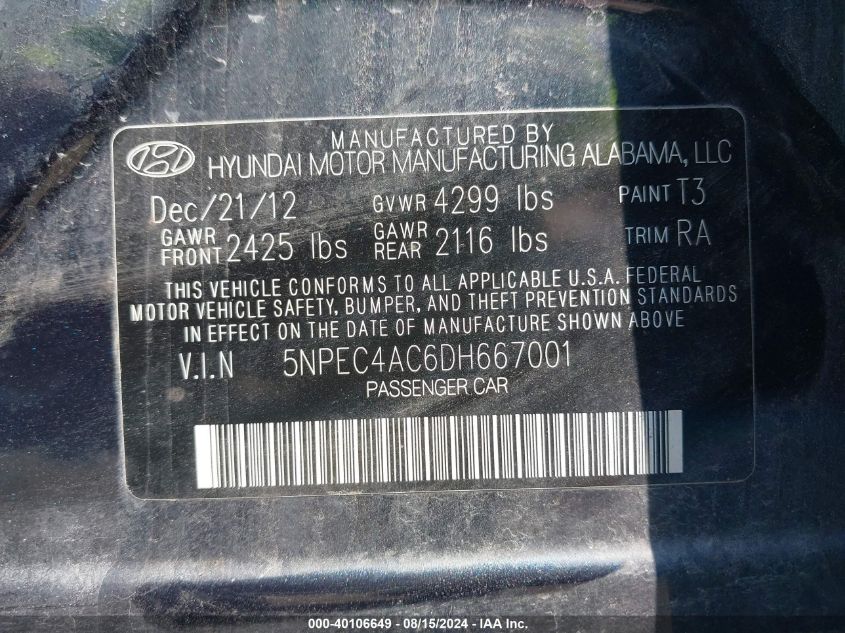 MANUFACTURED BY
HYUNDAI MOTOR MANUFACTURING ALABAMA, LLC
Dec/21/12 GVWR 4299 lbs PAINT T3
GAWR FRONT 2425 lbs GAWR REAR 2116 lbs TRIM RA
THIS VEHICLE CONFORMS TO ALL APPLICABLE U.S.A. FEDERAL
MOTOR VEHICLE SAFETY, BUMPER, AND THEFT PREVENTION STANDARDS
IN EFFECT ON THE DATE OF MANUFACTURE SHOWN ABOVE
V.I.N 5NPEC4AC6DH667001
PASSENGER CAR
000-40106649 - 08/15/2024 - IAAI.COM